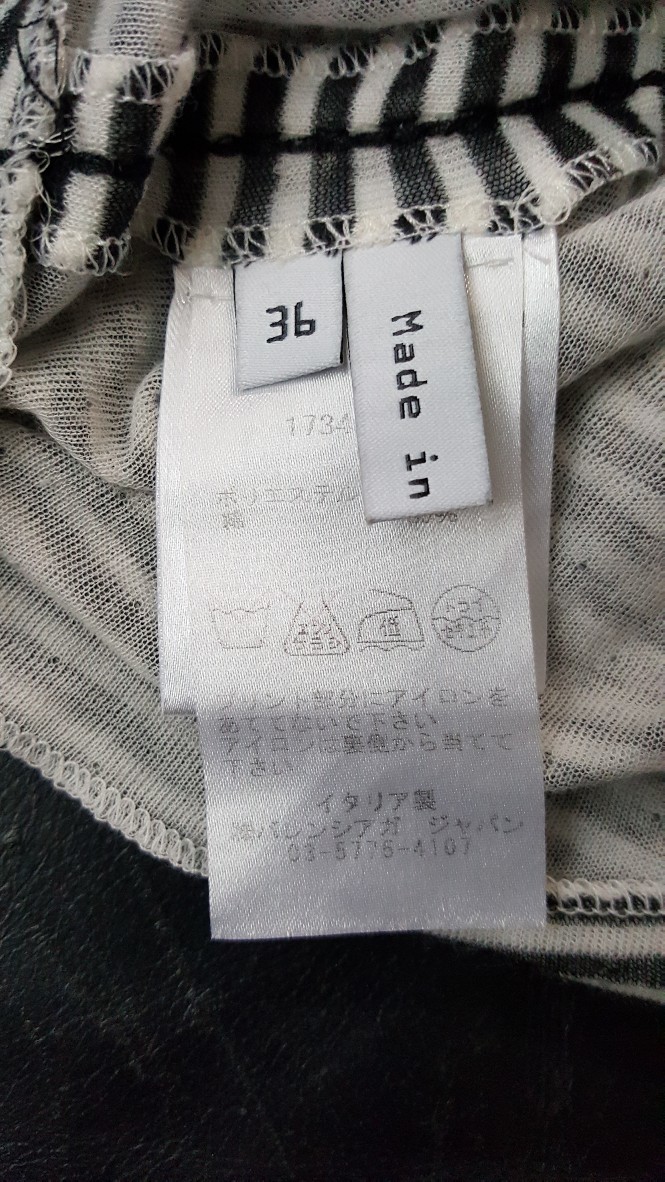 36
Made in
1734
ポリエステル
綿
低
プリント部分にアイロンを
あててないで下さい
アイロンは裏側から当てて
下さい
イタリア製
バレンシアガ ジャパン
03-5775-4107